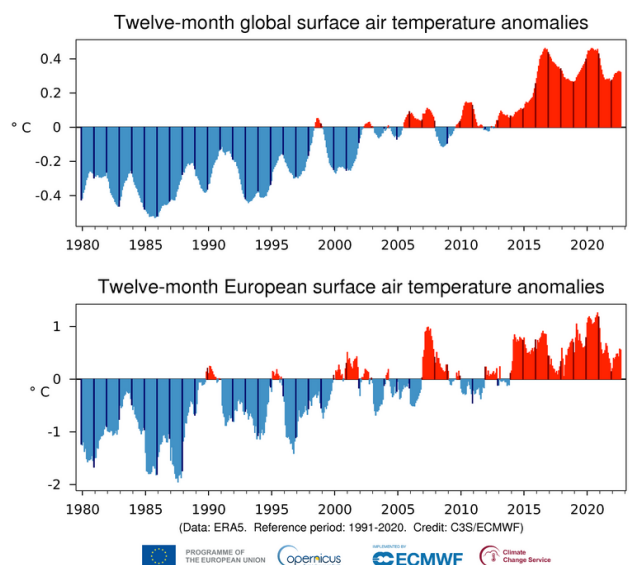 Twelve-month global surface air temperature anomalies
0.4
0.2
° C
0
-0.2
-0.4
1980 1985 1990 1995 2000 2005 2010 2015 2020
Twelve-month European surface air temperature anomalies
1
0
° C
-1
-2
1980 1985 1990 1995 2000 2005 2010 2015 2020
(Data: ERA5. Reference period: 1991-2020. Credit: C3S/ECMWF)
PROGRAMME OF
THE EUROPEAN UNION
opernicus
IMPLEMENTED BY
ECMWF
Climate
Change Service